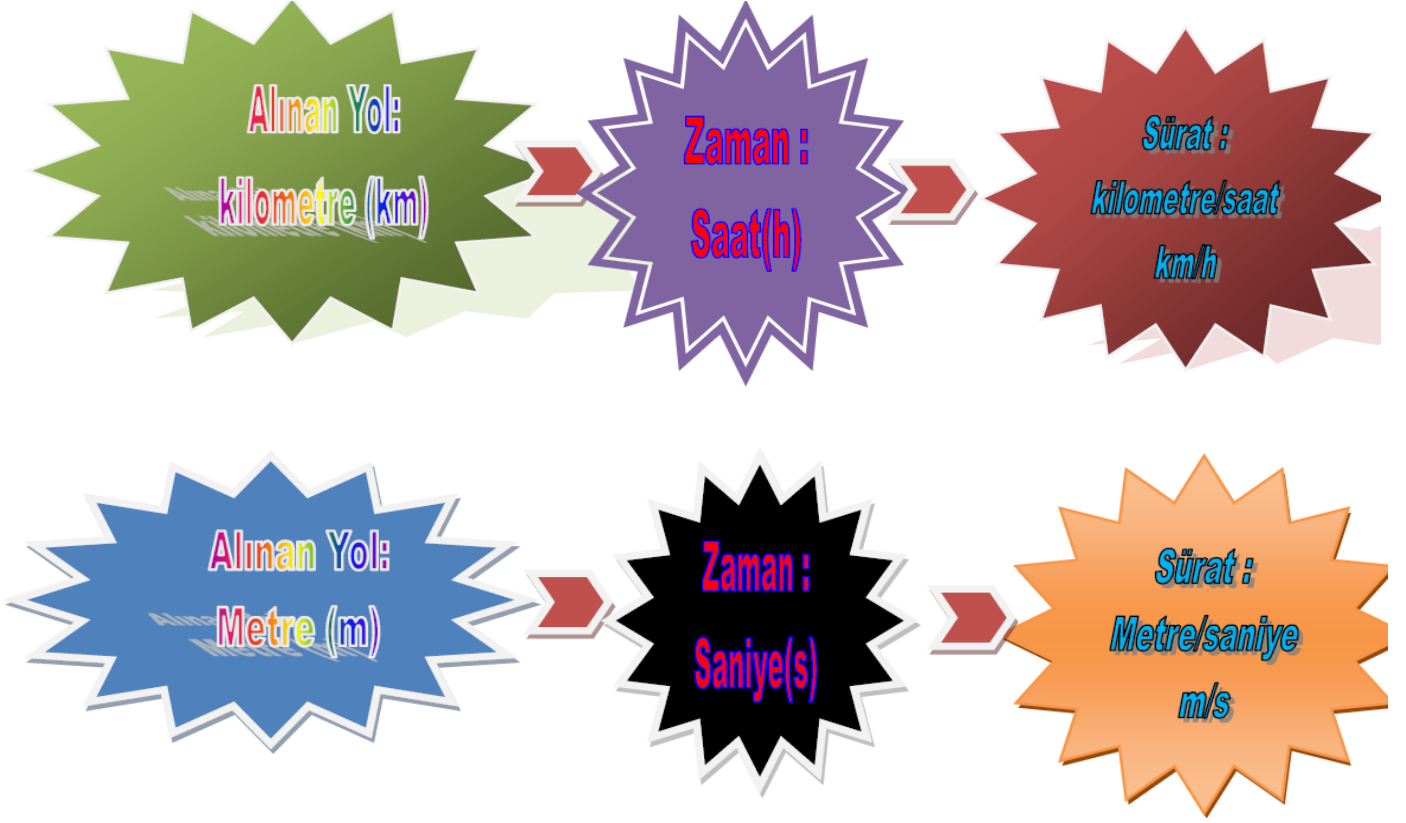 Alınan Yol:
kilometre (km)
Zaman :
Saat(h)
Sürat :
kilometre/saat
km/h
Alınan Yol:
Metre (m)
Zaman :
Saniye(s)
Sürat :
Metre/saniye
m/s